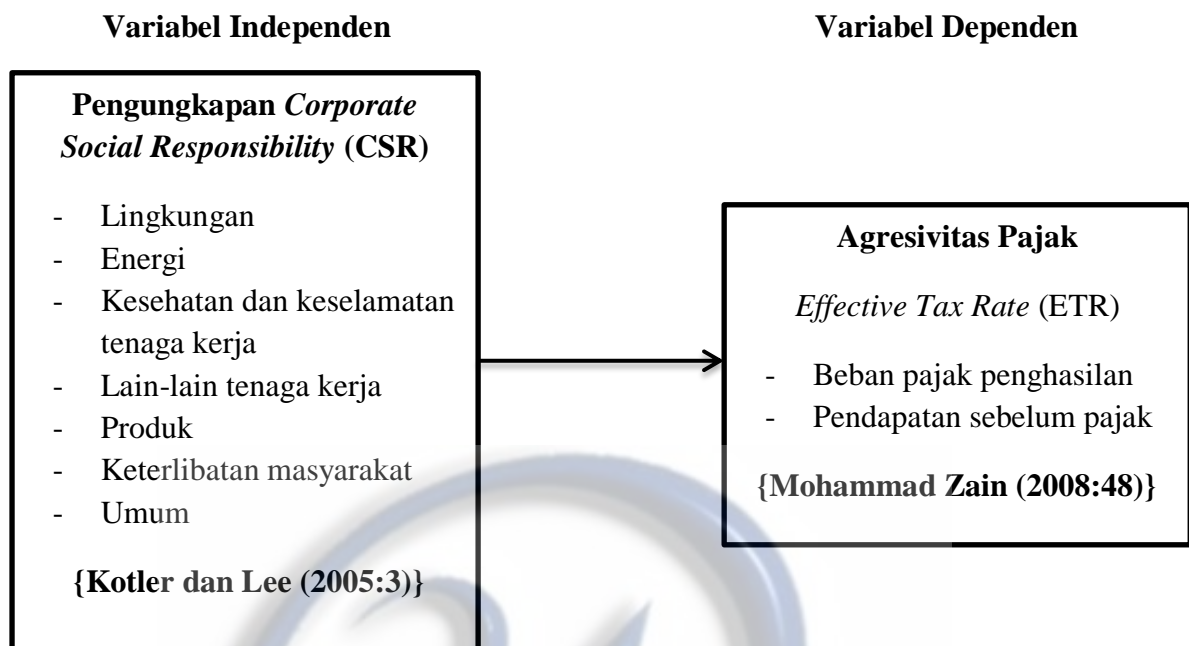 Variabel Independen
Variabel Dependen
Pengungkapan Corporate
Social Responsibility (CSR)
- Lingkungan
- Energi
- Kesehatan dan keselamatan
tenaga kerja
- Lain-lain tenaga kerja
- Produk
- Keterlibatan masyarakat
- Umum
{Kotler dan Lee (2005:3)}
Agresivitas Pajak
Effective Tax Rate (ETR)
- Beban pajak penghasilan
- Pendapatan sebelum pajak
{Mohammad Zain (2008:48)}